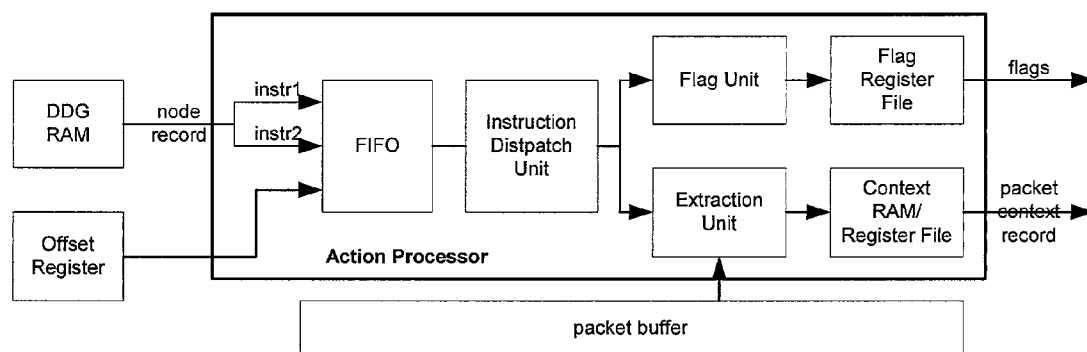 DDG
RAM
node
record
instr1
instr2
FIFO
Instruction
Distpatch
Unit
Flag Unit
Flag
Register
File
flags
Offset
Register
Action Processor
Extraction
Unit
Context
RAM/
Register File
packet
context
record
packet buffer